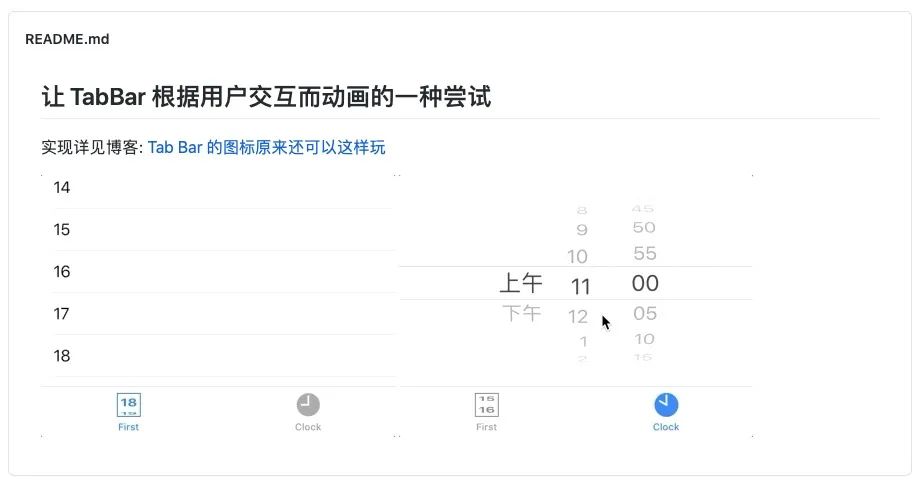 README.md
让 TabBar 根据用户交互而动画的一种尝试
实现详见博客: Tab Bar 的图标原来还可以这样玩
14
15
16
17
18
18
19
First
Clock
8 45
9 50
10 55
上午 11 00
下午 12 05
1 10
2 15
15
16
First
Clock